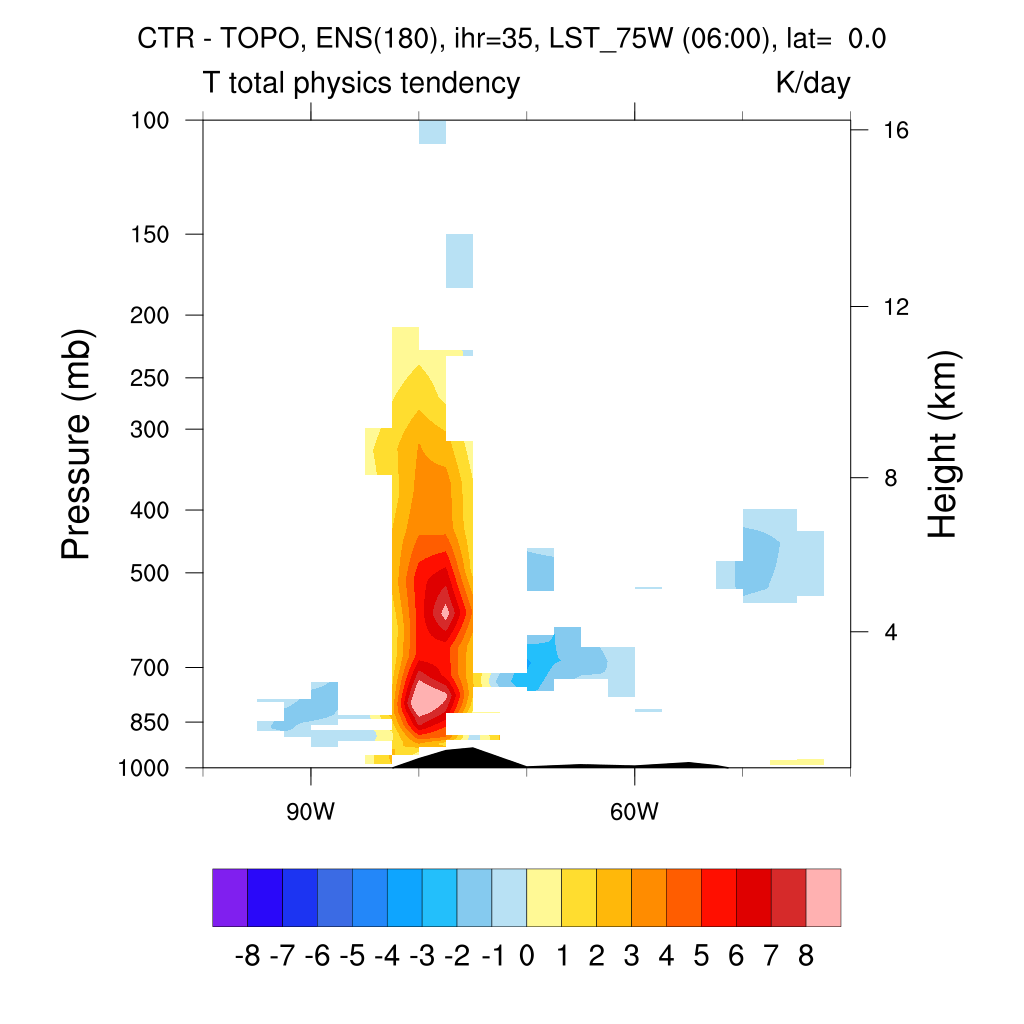 CTR - TOPO, ENS(180), ihr=35, LST_75W (06:00), lat=  0.0
T total physics tendency K/day
100
150
200
250
300
400
500
700
850
1000
Pressure (mb)
16
12
8
4
Height (km)
90W 60W
-8 -7 -6 -5 -4 -3 -2 -1 0 1 2 3 4 5 6 7 8